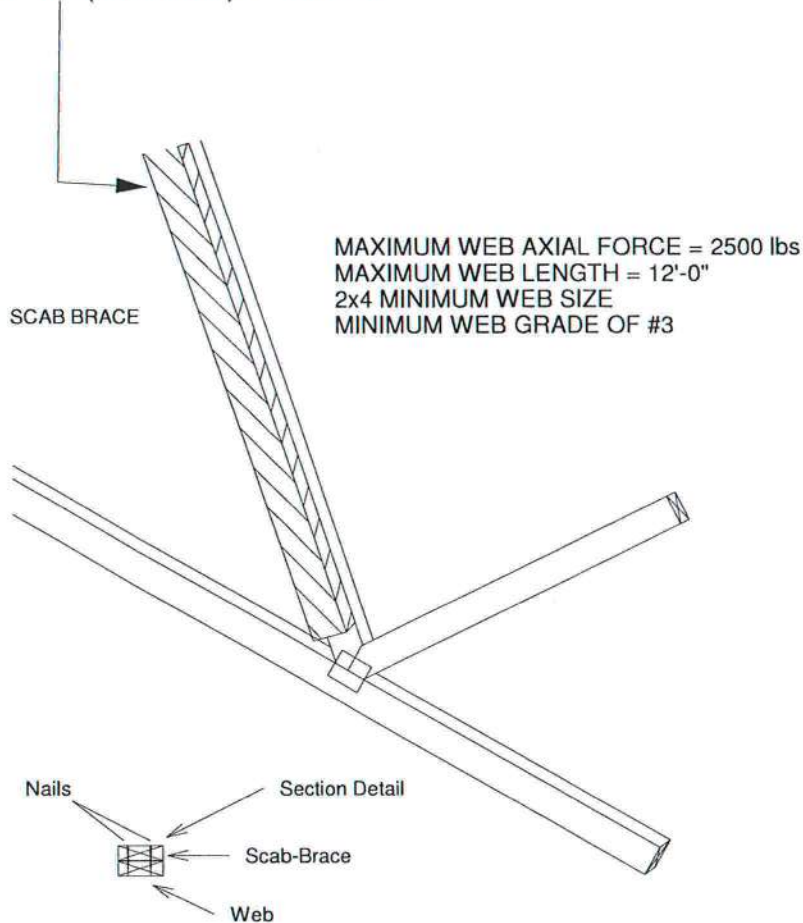 MAXIMUM WEB AXIAL FORCE = 2500 lbs
MAXIMUM WEB LENGTH = 12'-0"
2x4 MINIMUM WEB SIZE
MINIMUM WEB GRADE OF #3
SCAB BRACE
Nails
Section Detail
Scab-Brace
Web